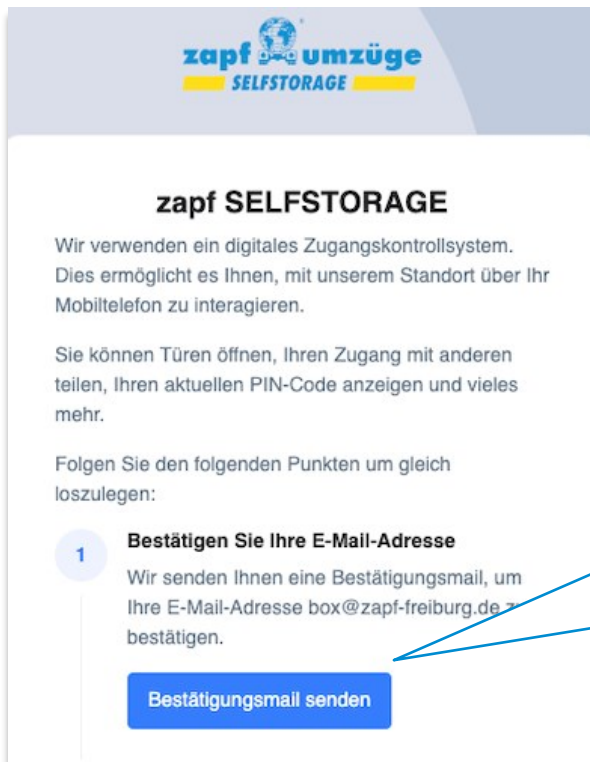 zapf umzüge
SELFSTORAGE
zapf SELFSTORAGE
Wir verwenden ein digitales Zugangskontrollsystem.
Dies ermöglicht es Ihnen, mit unserem Standort über Ihr
Mobiltelefon zu interagieren.
Sie können Türen öffnen, Ihren Zugang mit anderen
teilen, Ihren aktuellen PIN-Code anzeigen und vieles
mehr.
Folgen Sie den folgenden Punkten um gleich
loszulegen:
1
Bestätigen Sie Ihre E-Mail-Adresse
Wir senden Ihnen eine Bestätigungsmail, um
Ihre E-Mail-Adresse box@zapf-freiburg.de
bestätigen.
Bestätigungsmail senden